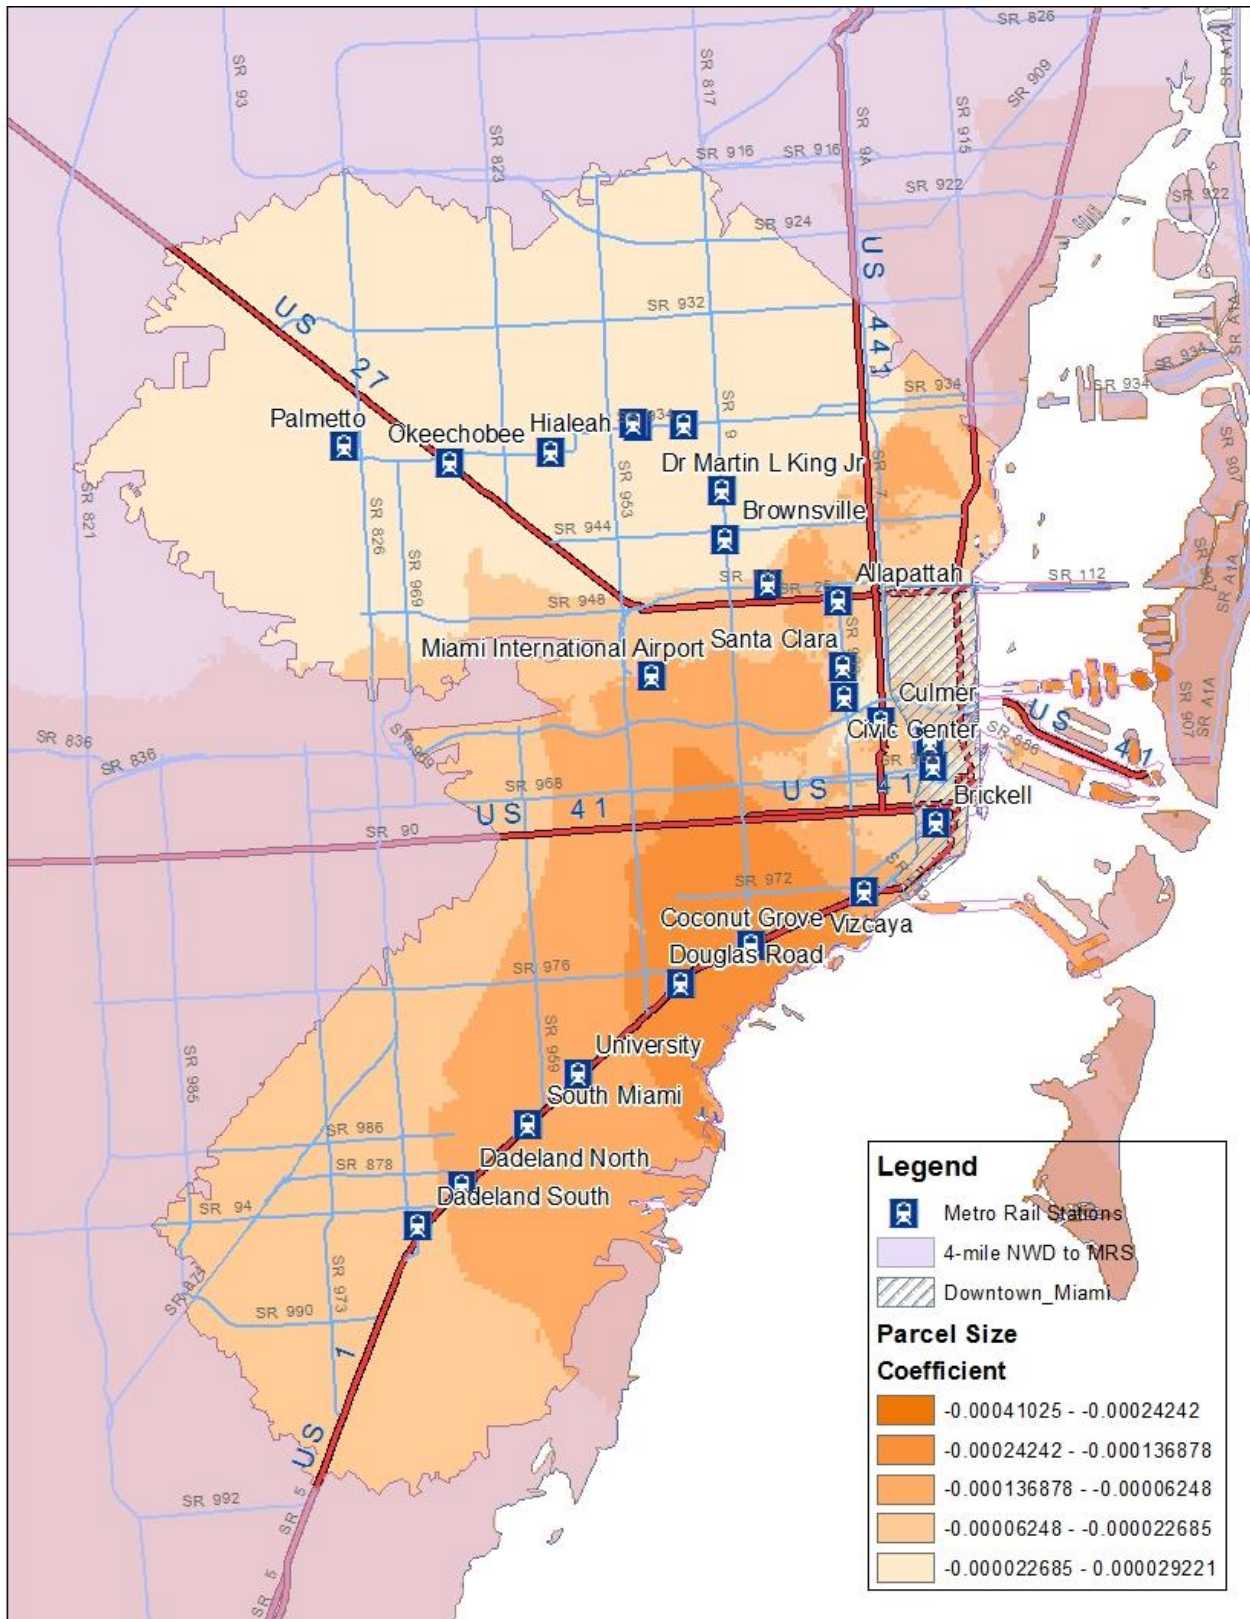 SR 826
SR A1A
SR 93
SR 817
SR 909
SR 9A
SR 915
SR 823
SR 916
SR 916
SR 922
SR 922
SR 924
US 441
US 27
SR 932
SR A1A
SR 934
SR 934
SR 934
Palmetto
Okeechobee
Hialeah
SR 9
SR 7
SR 907
Dr Martin L King Jr
SR 821
SR 826
SR 953
Brownsville
SR 944
SR 969
Allapattah
SR 112
SR 948
SR A1A
Miami International Airport
Santa Clara
Culmer
SR 907
SR A1A
Civic Center
US 41
SR 836
SR 836
SR 968
US 41
US 41
Brickell
SR 90
SR 972
Coconut Grove
Vizcaya
Douglas Road
SR 976
SR 959
University
SR 985
South Miami
SR 986
SR 878
Dadeland North
Dadeland South
SR 94
SR 874
SR 973
SR 990
US 1
SR 992
SR 5
SR 5
Legend
Metro Rail Stations
4-mile NWD to MRS
Downtown_Miami
Parcel Size
Coefficient
-0.00041025 - -0.00024242
-0.00024242 - -0.000136878
-0.000136878 - -0.00006248
-0.00006248 - -0.000022685
-0.000022685 - 0.000029221